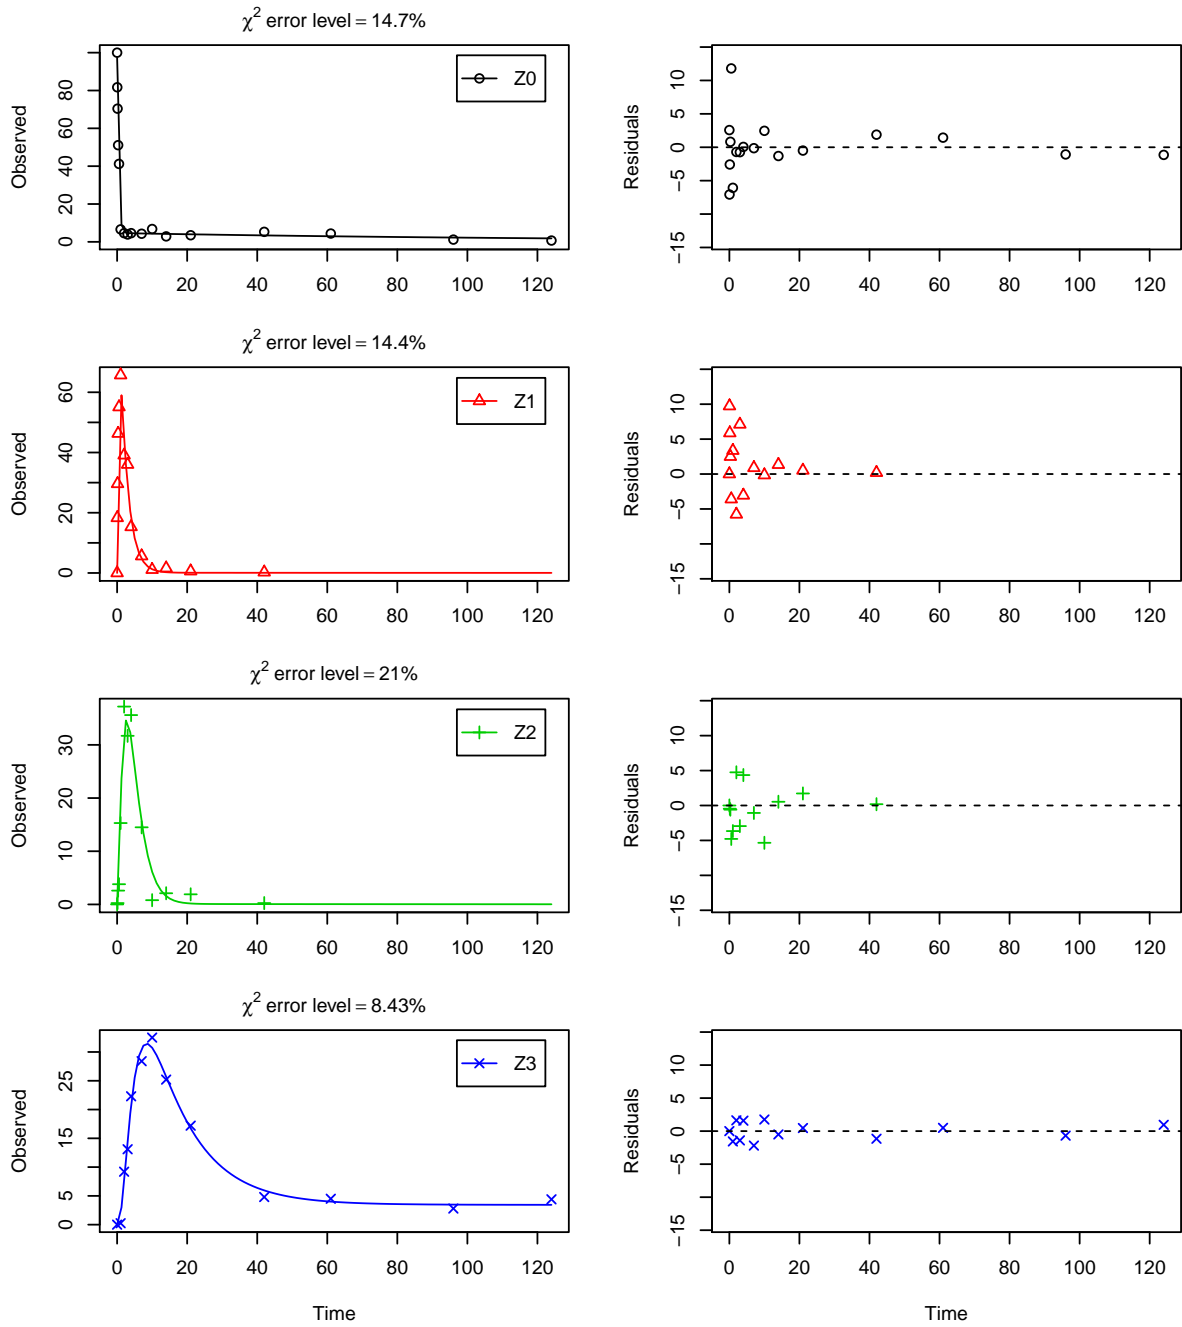 χ² error level = 14.7%
Observed
0 20 40 60 80
Z0
0 20 40 60 80 100 120
Residuals
−15 −5 0 5 10
0 20 40 60 80 100 120
χ² error level = 14.4%
Observed
0 20 40 60
Z1
0 20 40 60 80 100 120
Residuals
−15 −5 0 5 10
0 20 40 60 80 100 120
χ² error level = 21%
Observed
0 10 30
Z2
0 20 40 60 80 100 120
Residuals
−15 −5 0 5 10
0 20 40 60 80 100 120
χ² error level = 8.43%
Observed
0 5 15 25
Z3
0 20 40 60 80 100 120
Time
Residuals
−15 −5 0 5 10
0 20 40 60 80 100 120
Time